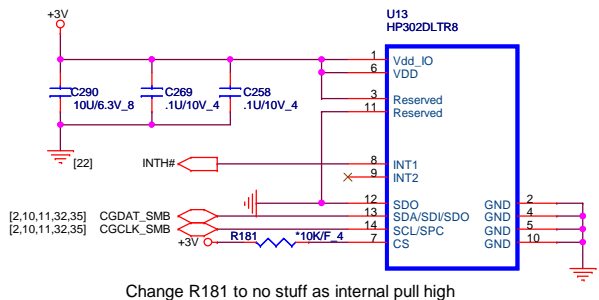 U13
HP302DLTR8
+3V
1 Vdd_IO
6 VDD
C290
10U/6.3V_8
C269
.1U/10V_4
C258
.1U/10V_4
3 Reserved
11 Reserved
[22]
INTH#
8 INT1
9 INT2
12 SDO
GND 2
[2,10,11,32,35] CGDAT_SMB
13 SDA/SDI/SDO
GND 4
[2,10,11,32,35] CGCLK_SMB
14 SCL/SPC
GND 5
+3V R181 *10K/F_4
7 CS
GND 10
Change R181 to no stuff as internal pull high